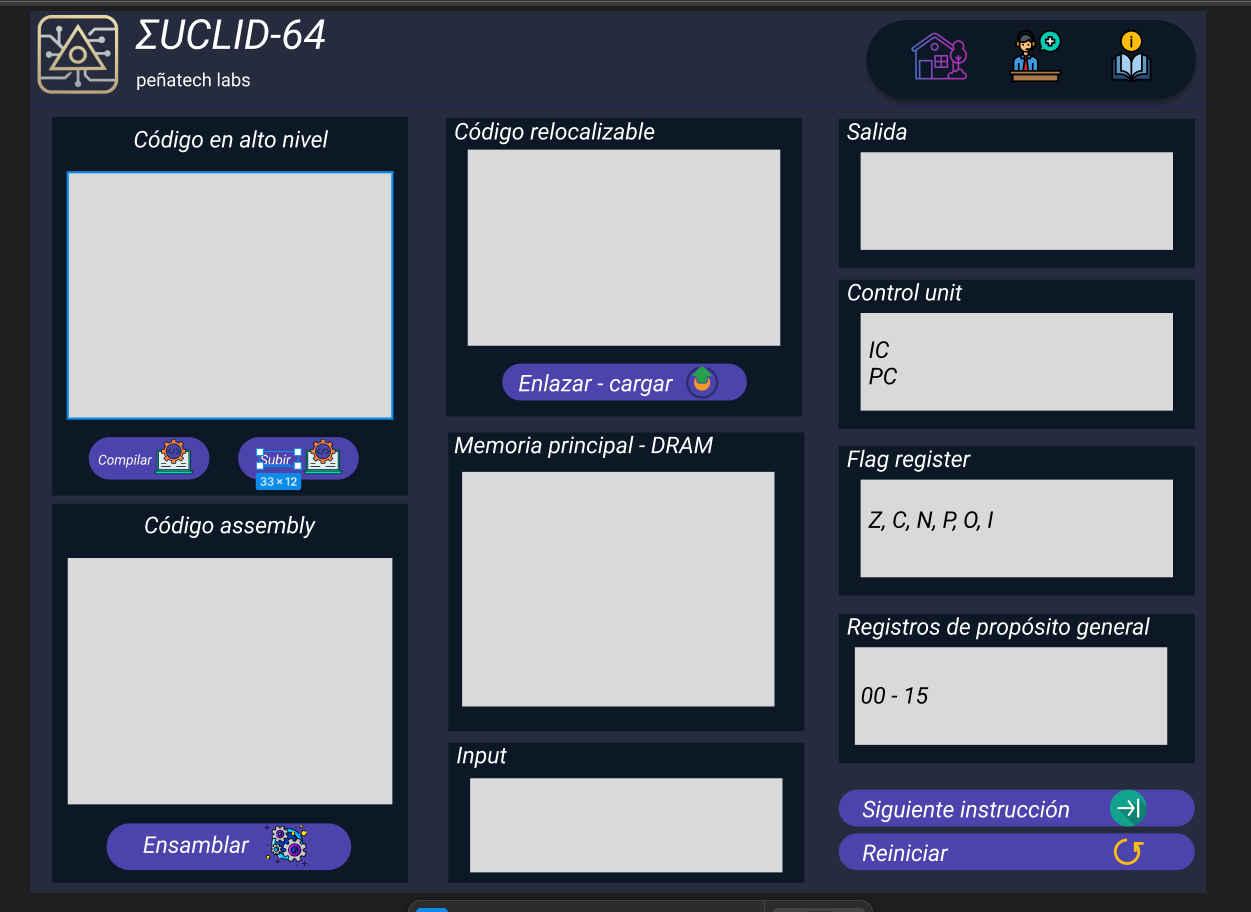 ΣUCLID-64
peñatech labs
Código en alto nivel
Compilar
Subir
33 × 12
Código assembly
Ensamblar
Código relocalizable
Enlazar - cargar
Memoria principal - DRAM
Input
Salida
Control unit
IC
PC
Flag register
Z, C, N, P, O, I
Registros de propósito general
00 - 15
Siguiente instrucción
Reiniciar